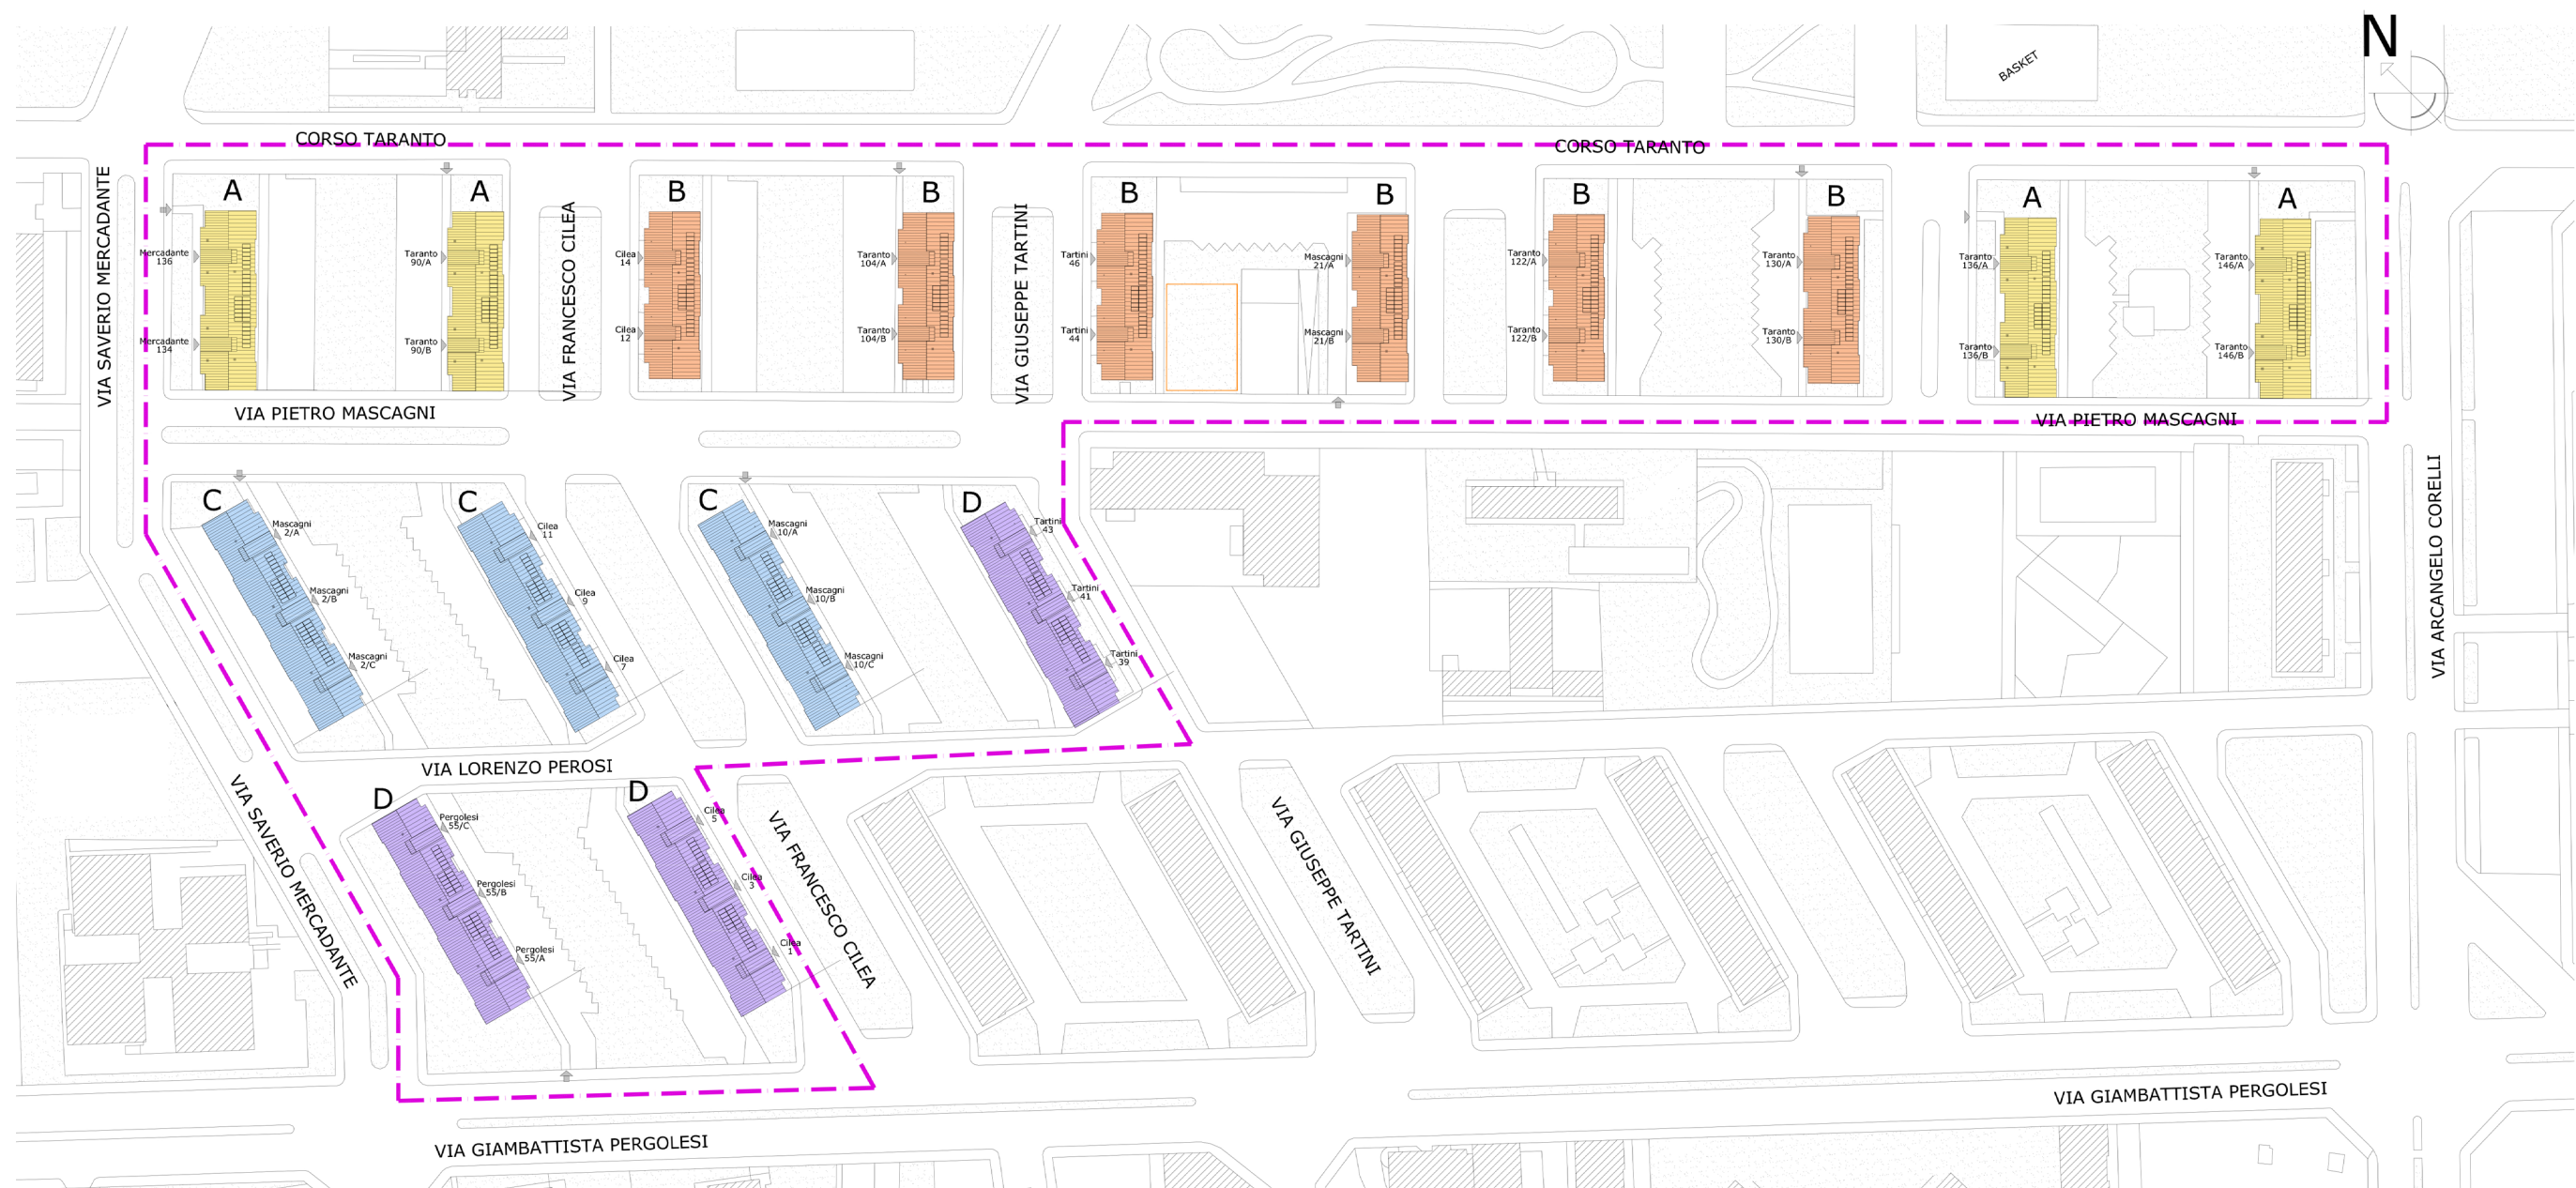 N
BASKET
CORSO TARANTO
CORSO TARANTO
VIA SAVERIO MERCADANTE
A
A
B
B
B
B
B
B
A
A
Mercadante
136
Mercadante
134
Taranto
90/A
Taranto
90/B
VIA FRANCESCO CILEA
Cilea
14
Cilea
12
Taranto
104/A
Taranto
104/B
VIA GIUSEPPE TARTINI
Tartini
46
Tartini
44
Mascagni
21/A
Mascagni
21/B
Taranto
122/A
Taranto
122/B
Taranto
130/A
Taranto
130/B
Taranto
136/A
Taranto
136/B
Taranto
146/A
Taranto
146/B
VIA PIETRO MASCAGNI
VIA PIETRO MASCAGNI
C
C
C
D
Mascagni
2/A
Mascagni
2/B
Mascagni
2/C
Cilea
11
Cilea
9
Cilea
7
Mascagni
10/A
Mascagni
10/B
Mascagni
10/C
Tartini
43
Tartini
41
Tartini
39
VIA ARCANGELO CORELLI
VIA LORENZO PEROSI
VIA SAVERIO MERCADANTE
D
D
Pergolesi
55/C
Pergolesi
55/B
Pergolesi
55/A
Cilea
5
Cilea
3
Cilea
1
VIA FRANCESCO CILEA
VIA GIUSEPPE TARTINI
VIA GIAMBATTISTA PERGOLESI
VIA GIAMBATTISTA PERGOLESI